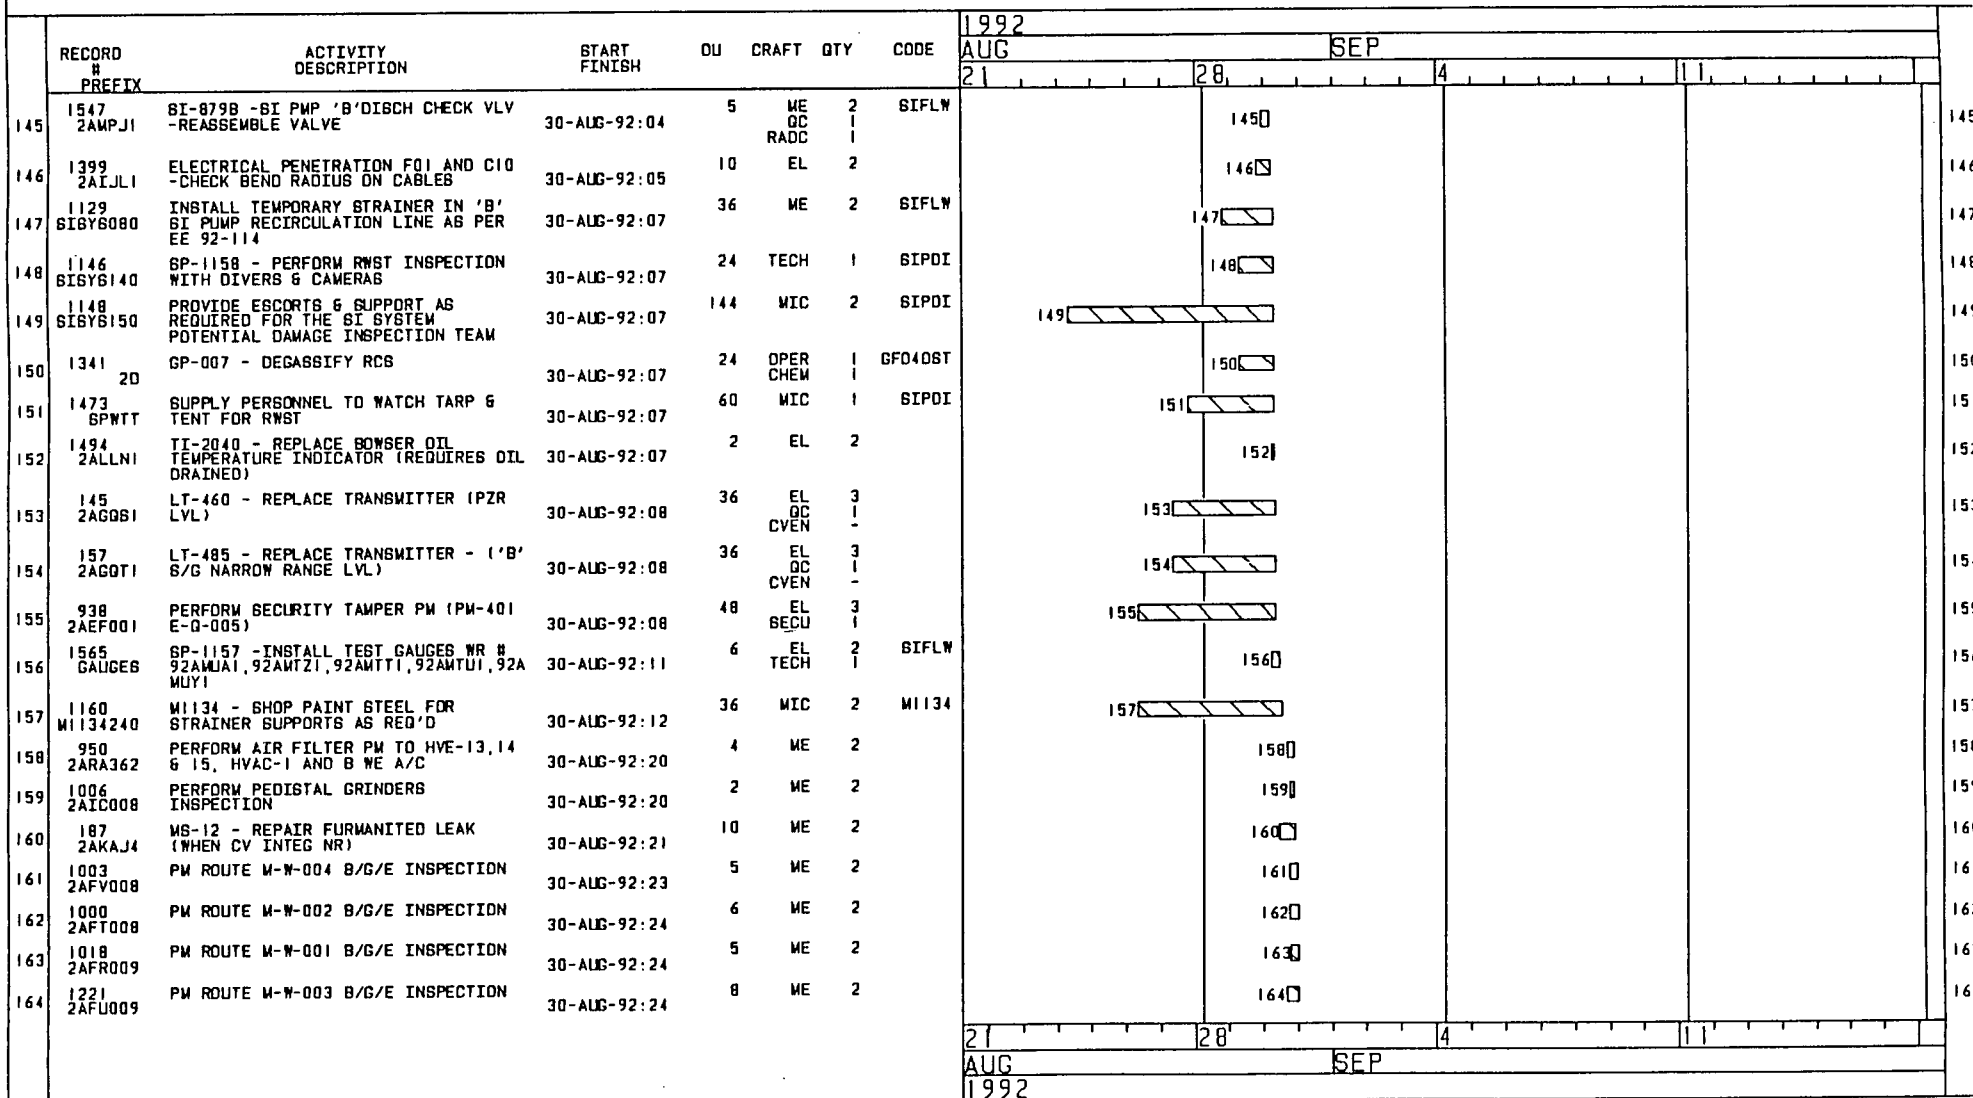 1992
AUG SEP
21 28 4 11
RECORD # PREFIX ACTIVITY DESCRIPTION START FINISH DU CRAFT QTY CODE
145 1547 SI-879B -SI PMP 'B'DISCH CHECK VLV 5 ME 2 SIFLW 145
2AMPJ1 -REASSEMBLE VALVE 30-AUG-92:04 QC 1
RADC 1
146 1399 ELECTRICAL PENETRATION F01 AND C10 10 EL 2 146
2AIJL1 -CHECK BEND RADIUS ON CABLES 30-AUG-92:05
147 1129 INSTALL TEMPORARY STRAINER IN 'B' 36 ME 2 SIFLW 147
SISYS080 SI PUMP RECIRCULATION LINE AS PER 30-AUG-92:07
EE 92-114
148 1146 SP-1158 - PERFORM RWST INSPECTION 24 TECH 1 SIPDI 148
SISYS140 WITH DIVERS & CAMERAS 30-AUG-92:07
149 1148 PROVIDE ESCORTS & SUPPORT AS 144 MIC 2 SIPDI 149
SISYS150 REQUIRED FOR THE SI SYSTEM 30-AUG-92:07
POTENTIAL DAMAGE INSPECTION TEAM
150 1341 GP-007 - DEGASSIFY RCS 24 OPER 1 GF040ST 150
2D 30-AUG-92:07 CHEM 1
151 1473 SUPPLY PERSONNEL TO WATCH TARP & 60 MIC 1 SIPDI 151
SPWTT TENT FOR RWST 30-AUG-92:07
152 1494 TI-2040 - REPLACE BOWSER OIL 2 EL 2 152
2ALLN1 TEMPERATURE INDICATOR (REQUIRES OIL 30-AUG-92:07
DRAINED)
153 145 LT-460 - REPLACE TRANSMITTER (PZR 36 EL 3 153
2AGQS1 LVL) 30-AUG-92:08 QC 1
CVEN -
154 157 LT-485 - REPLACE TRANSMITTER - ('B' 36 EL 3 154
2AGQT1 S/G NARROW RANGE LVL) 30-AUG-92:08 QC 1
CVEN -
155 938 PERFORM SECURITY TAMPER PM (PM-401 48 EL 3 155
2AEF001 E-Q-005) 30-AUG-92:08 SECU 1
156 1565 SP-1157 -INSTALL TEST GAUGES WR # 6 EL 2 SIFLW 156
GAUGES 92AMUA1,92AMTZ1,92AMTT1,92AMTU1,92A 30-AUG-92:11 TECH 1
MUY1
157 1160 M1134 - SHOP PAINT STEEL FOR 36 MIC 2 M1134 157
M1134240 STRAINER SUPPORTS AS REQ'D 30-AUG-92:12
158 950 PERFORM AIR FILTER PM TO HVE-13,14 4 ME 2 158
2ARA362 & 15, HVAC-1 AND B WE A/C 30-AUG-92:20
159 1006 PERFORM PEDISTAL GRINDERS 2 ME 2 159
2AIC008 INSPECTION 30-AUG-92:20
160 187 MS-12 - REPAIR FURMANITED LEAK 10 ME 2 160
2AKAJ4 (WHEN CV INTEG NR) 30-AUG-92:21
161 1003 PM ROUTE M-W-004 B/G/E INSPECTION 5 ME 2 161
2AFV008 30-AUG-92:23
162 1000 PM ROUTE M-W-002 B/G/E INSPECTION 6 ME 2 162
2AFT008 30-AUG-92:24
163 1018 PM ROUTE M-W-001 B/G/E INSPECTION 5 ME 2 163
2AFR009 30-AUG-92:24
164 1221 PM ROUTE M-W-003 B/G/E INSPECTION 8 ME 2 164
2AFU009 30-AUG-92:24
21 28 4 11
AUG SEP
1992